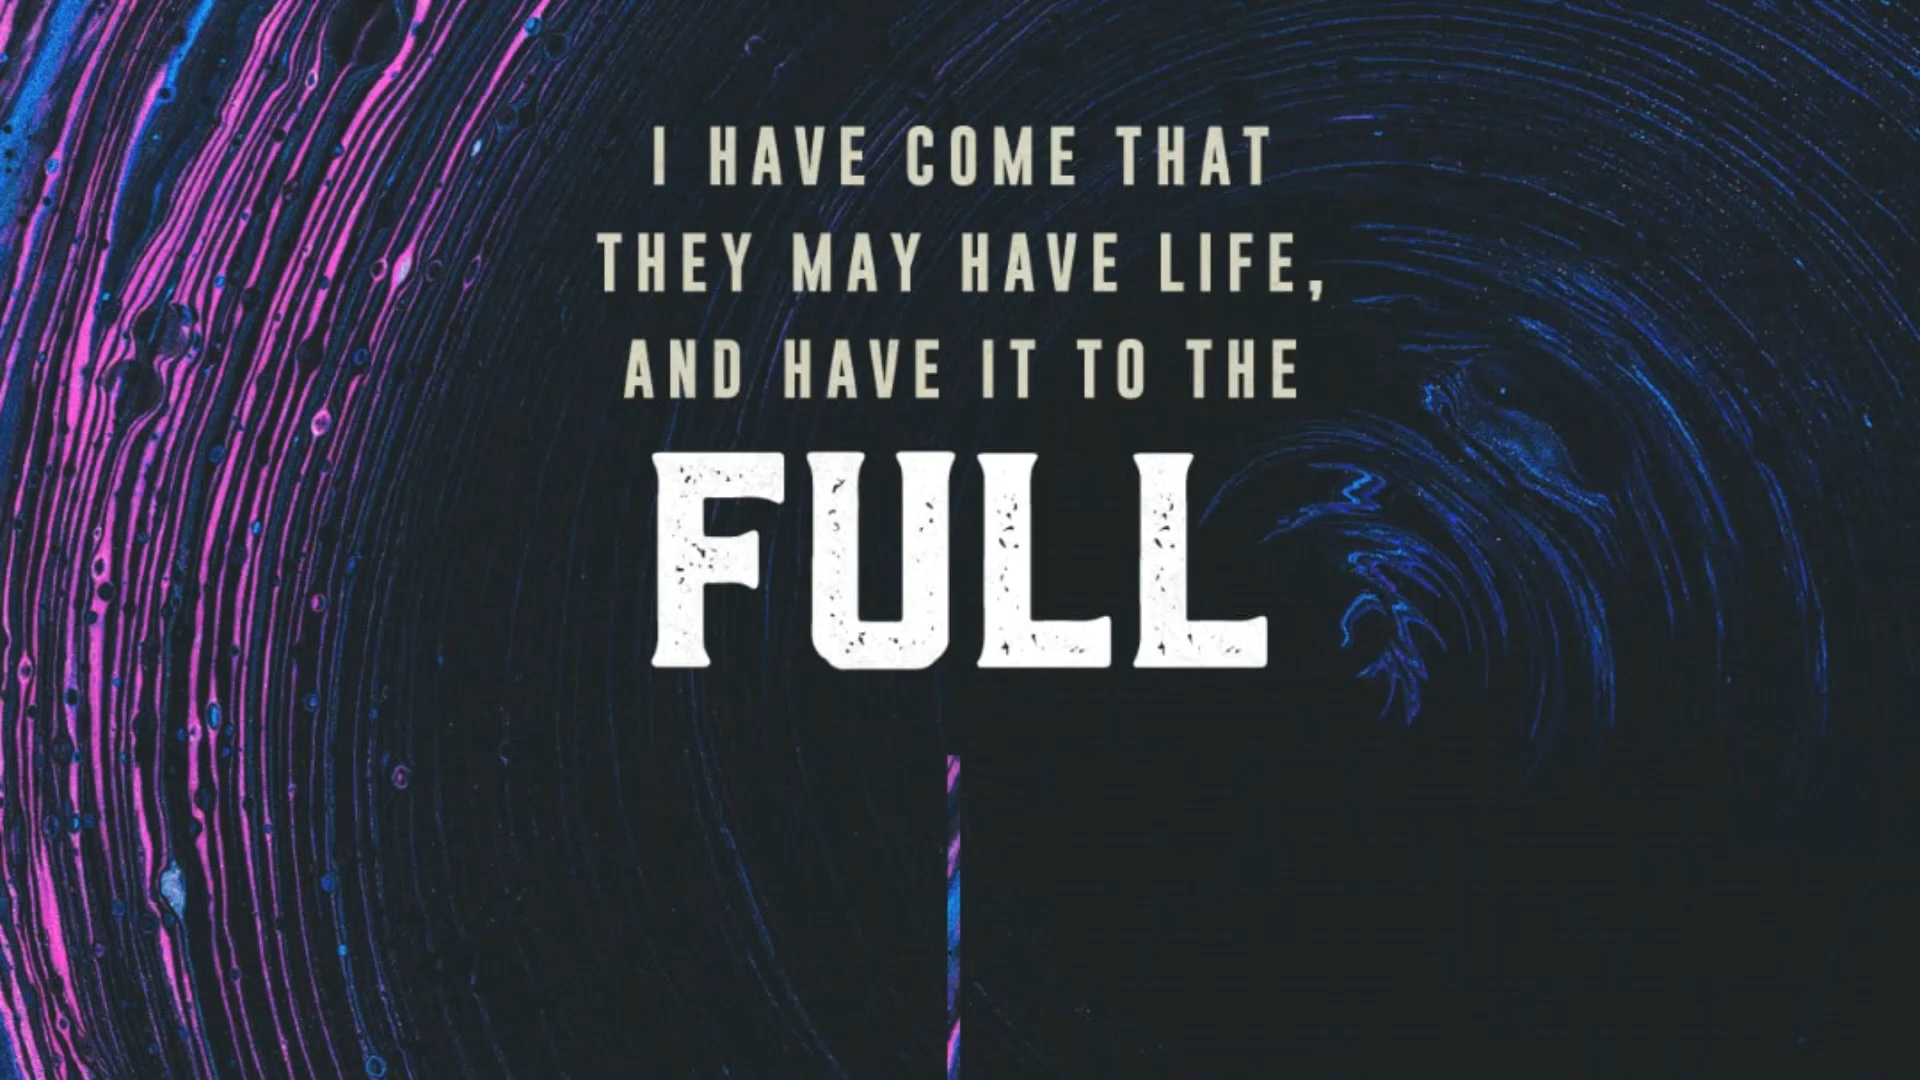 I HAVE COME THAT
THEY MAY HAVE LIFE,
AND HAVE IT TO THE
FULL